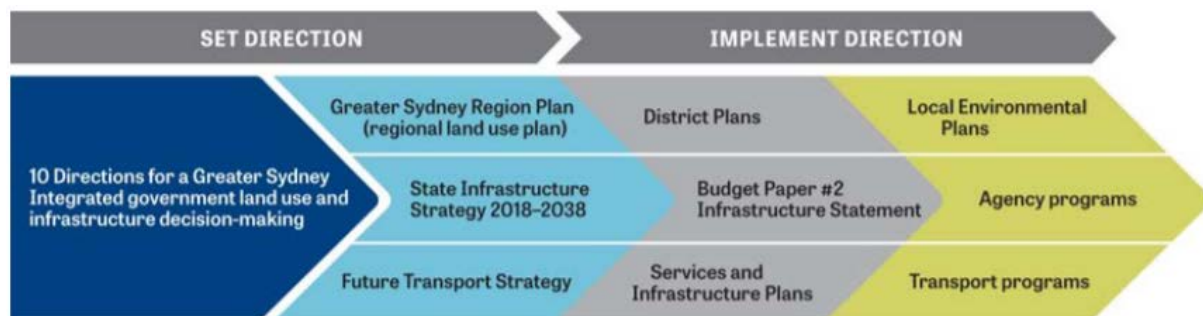 SET DIRECTION
IMPLEMENT DIRECTION
10 Directions for a Greater Sydney
Integrated government land use and
infrastructure decision-making
Greater Sydney Region Plan
(regional land use plan)
District Plans
Local Environmental
Plans
State Infrastructure
Strategy 2018–2038
Budget Paper #2
Infrastructure Statement
Agency programs
Future Transport Strategy
Services and
Infrastructure Plans
Transport programs